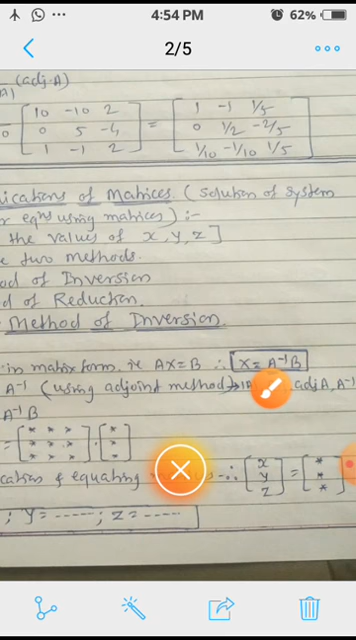 4:54 PM 62%
2/5
(adj.A)
A|
[10 -10 2] [1 -1 1/5]
0 [0 5 -4] = [0 1/2 -2/5]
[1 -1 2] [1/10 -1/10 1/5]
ications of Matrices (solution of system
eqns using matrices) :-
the values of x, y, z]
two methods.
od of Inversion
d of Reduction.
Method of Inversion
in matrix form. ie AX=B ∴ X = A⁻¹B
A⁻¹ (using adjoint method) adj A, A⁻¹
A⁻¹B
= [* * *] [*]
[* * *] . [*]
[* * *] [*]
cation & equating ∴ [x] [*]
[y] = [*]
[z] [*]
; y = ----- ; z = -----